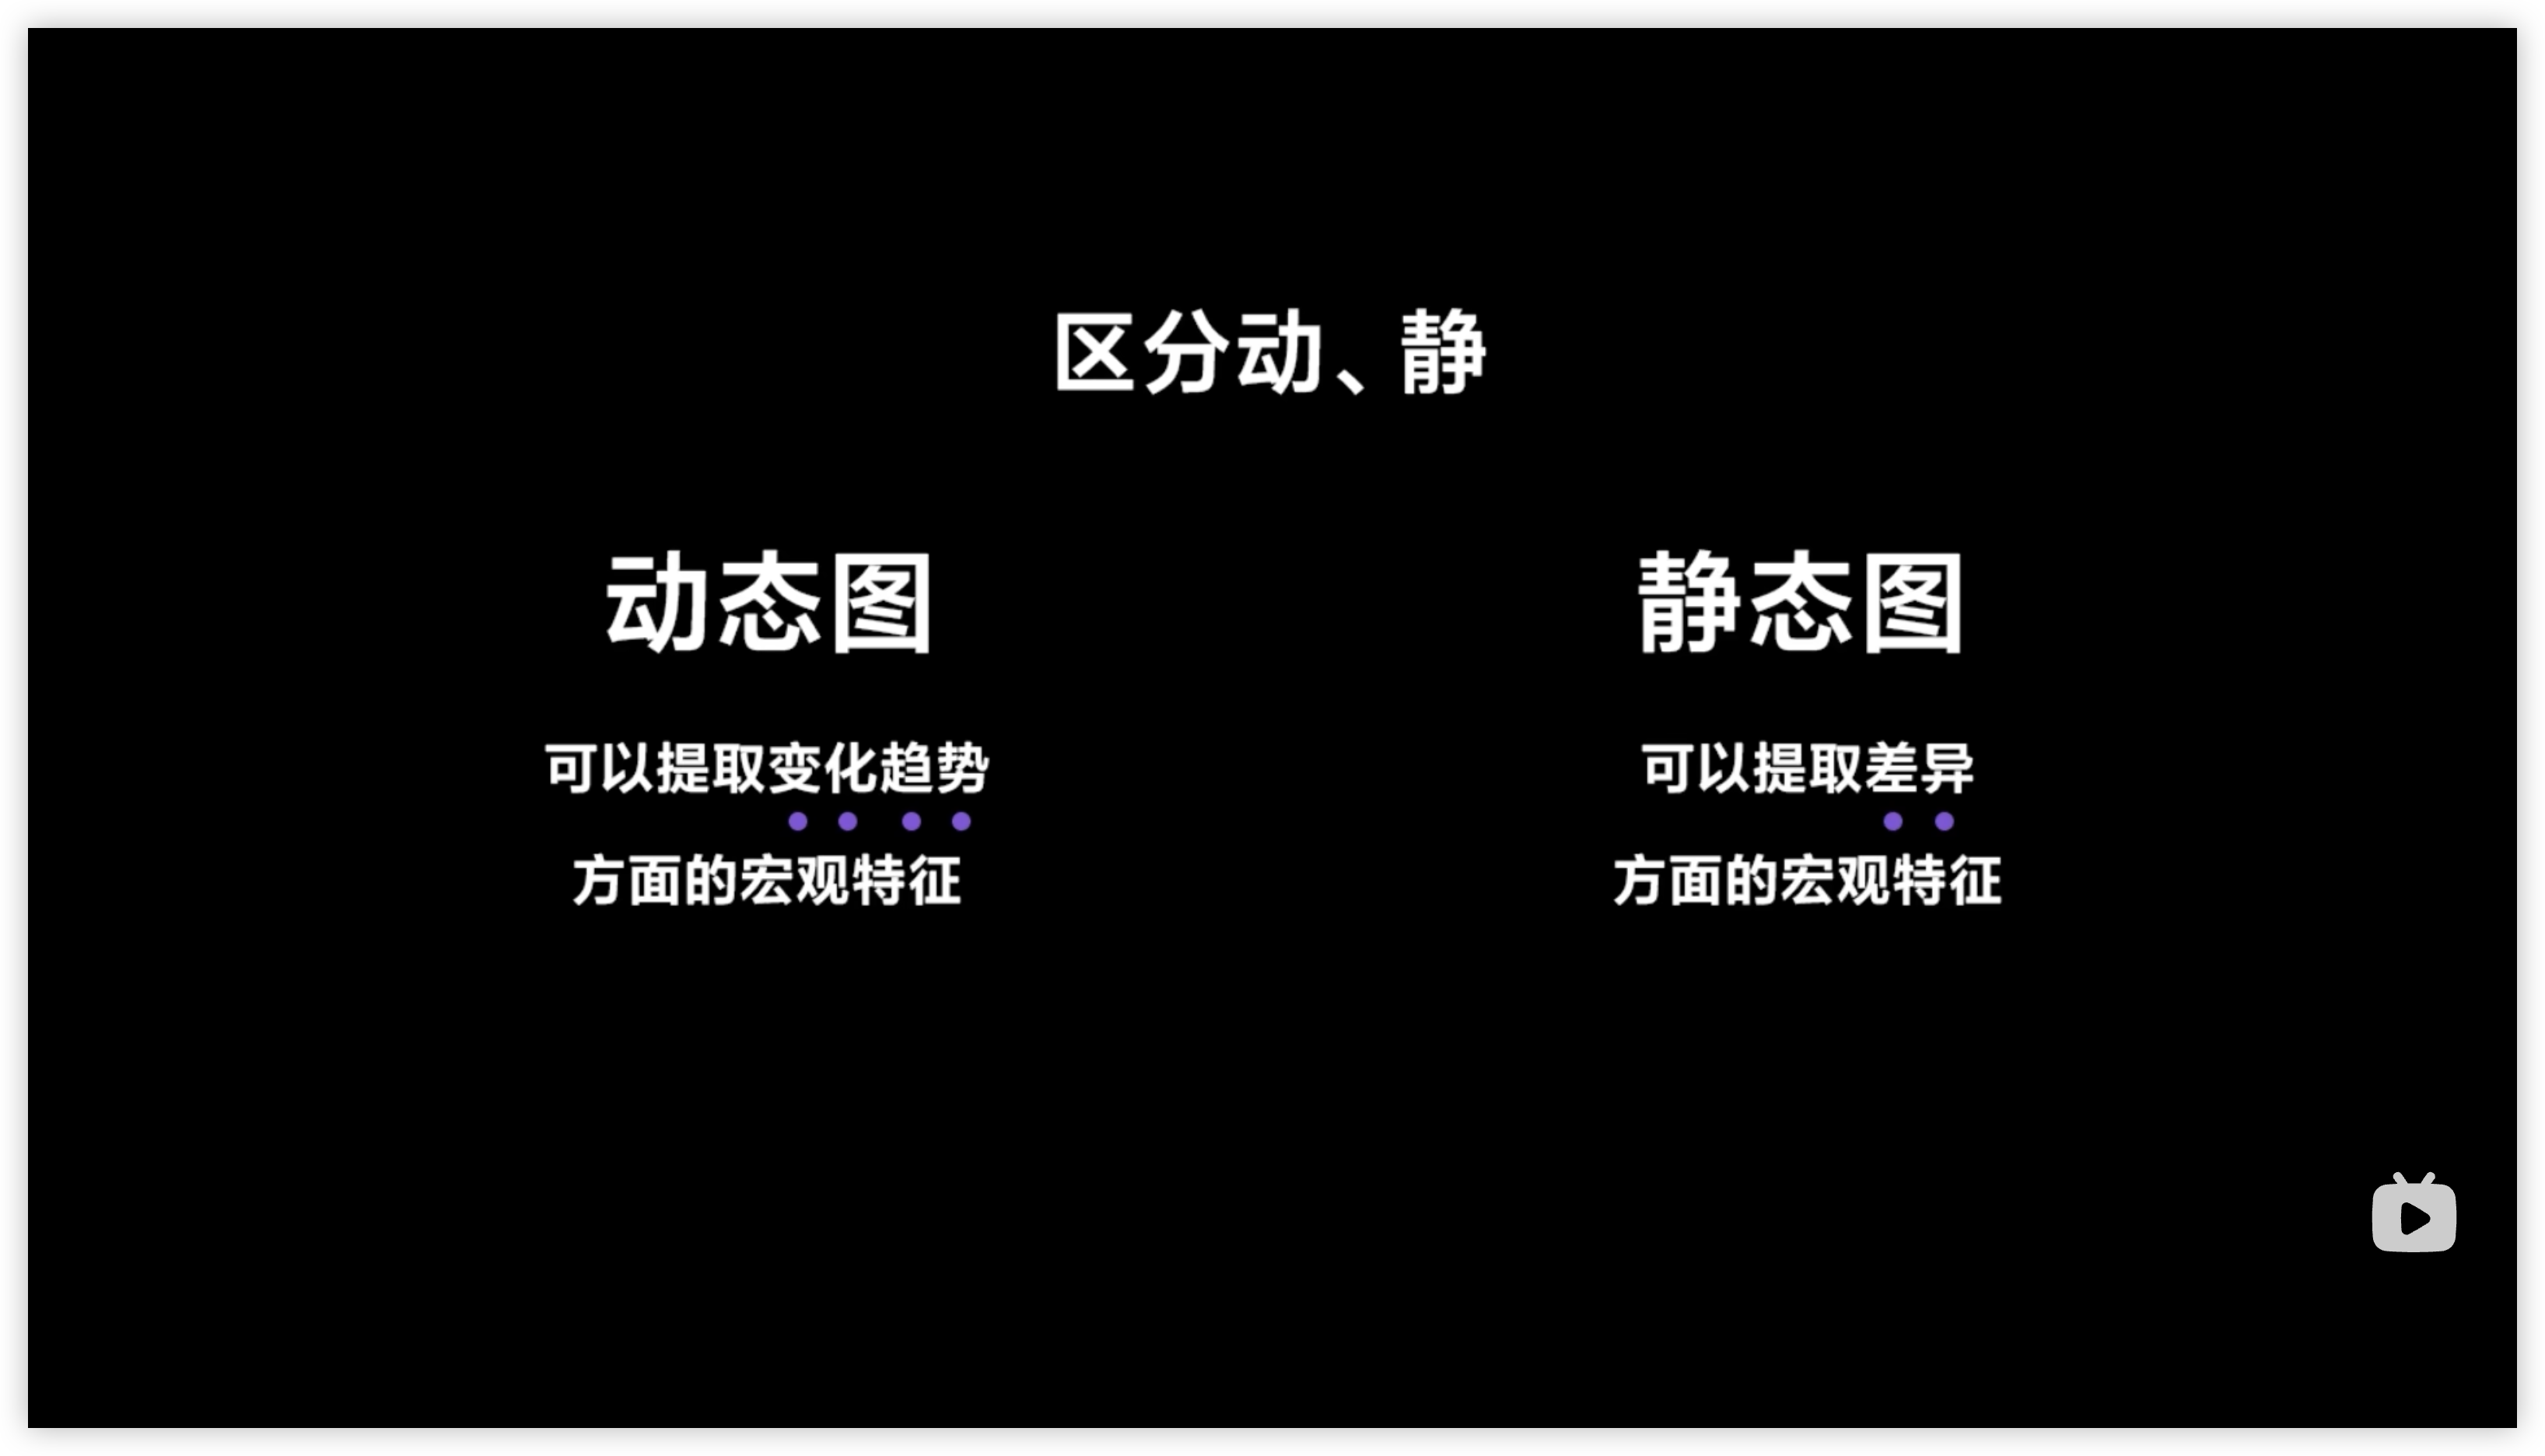 区分动、静
动态图
可以提取变化趋势
方面的宏观特征
静态图
可以提取差异
方面的宏观特征